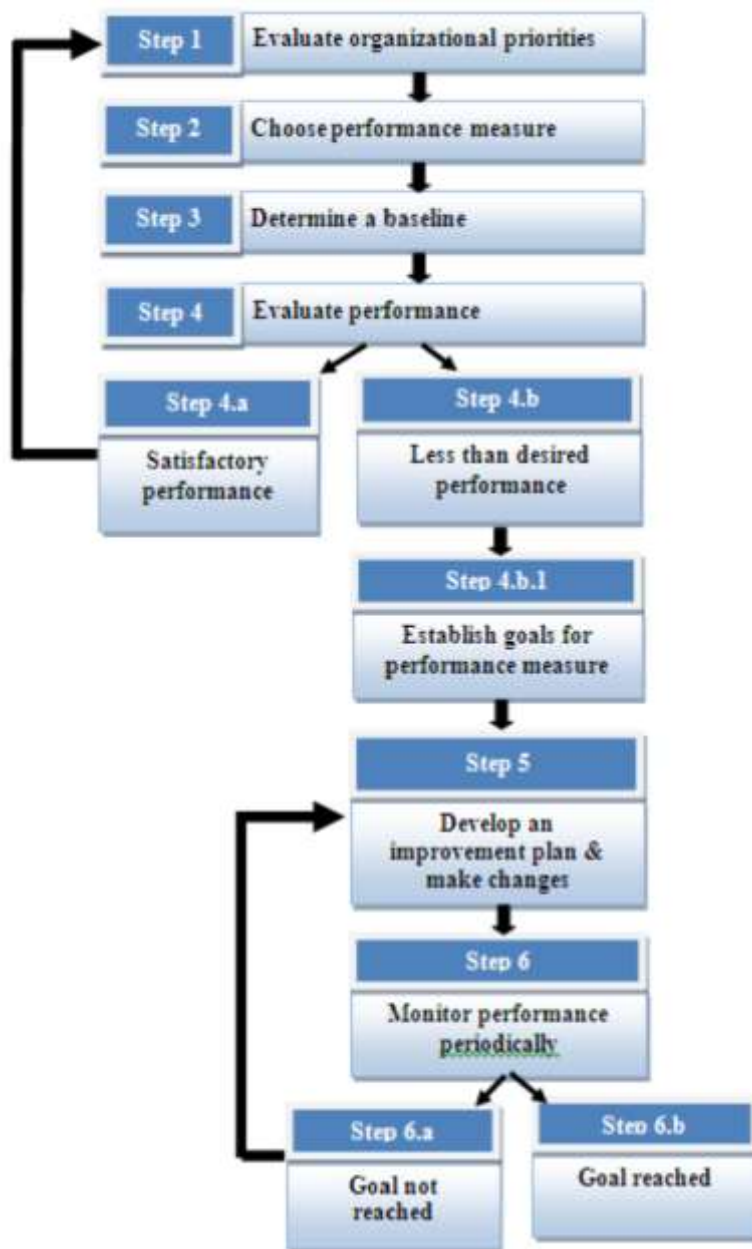 Step 1
Evaluate organizational priorities
Step 2
Choose performance measure
Step 3
Determine a baseline
Step 4
Evaluate performance
Step 4.a
Satisfactory
performance
Step 4.b
Less than desired
performance
Step 4.b.1
Establish goals for
performance measure
Step 5
Develop an
improvement plan &
make changes
Step 6
Monitor performance
periodically
Step 6.a
Goal not
reached
Step 6.b
Goal reached